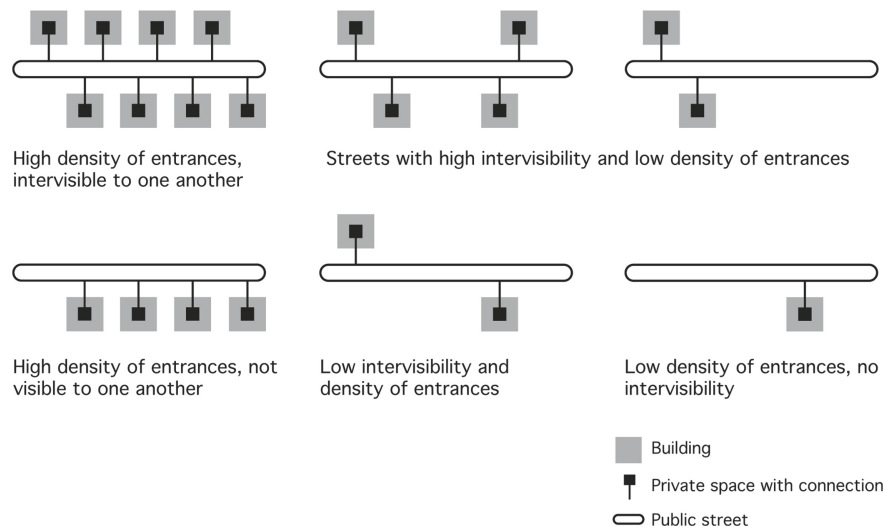 High density of entrances,
intervisible to one another
Streets with high intervisibility and low density of entrances
High density of entrances, not
visible to one another
Low intervisibility and
density of entrances
Low density of entrances, no
intervisibility
Building
Private space with connection
Public street